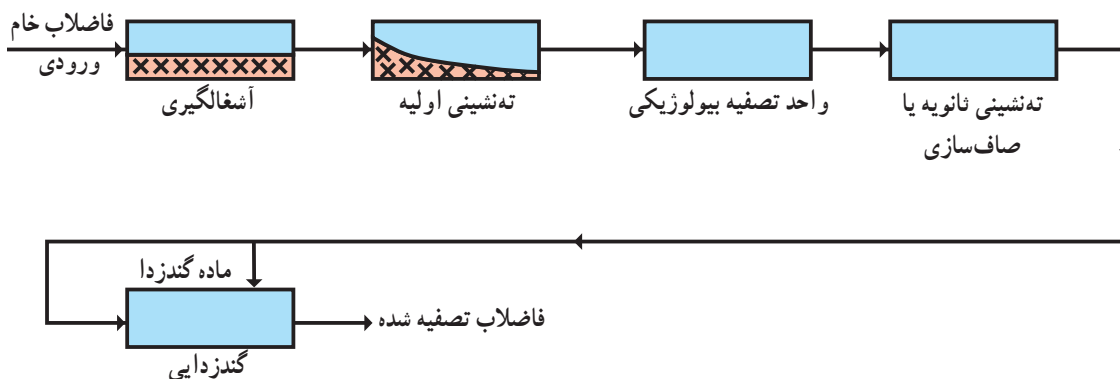 فاضلاب خام
ورودی
آشغالگیری
ته‌نشینی اولیه
واحد تصفیه بیولوژیکی
ته‌نشینی ثانویه یا
صاف‌سازی
ماده گندزدا
گندزدایی
فاضلاب تصفیه شده